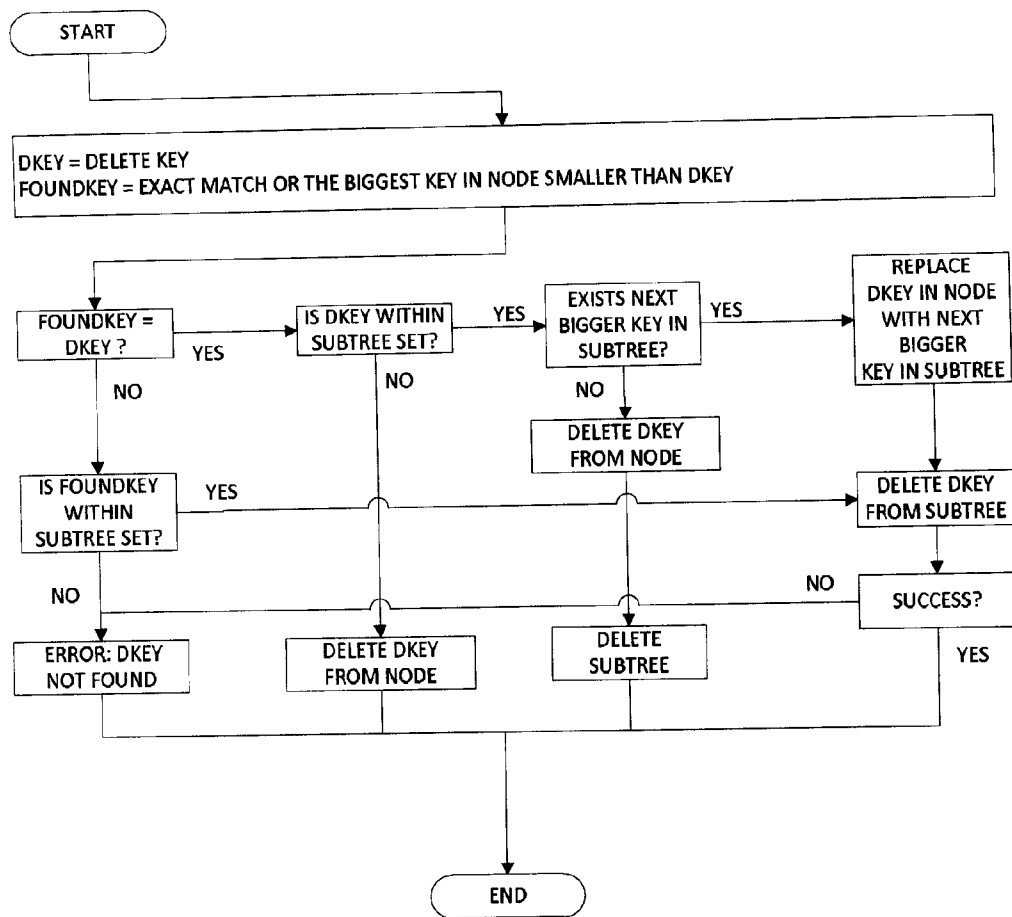 START
DKEY = DELETE KEY
FOUNDKEY = EXACT MATCH OR THE BIGGEST KEY IN NODE SMALLER THAN DKEY
FOUNDKEY =
DKEY ?
YES
NO
IS DKEY WITHIN
SUBTREE SET?
YES
NO
EXISTS NEXT
BIGGER KEY IN
SUBTREE?
YES
NO
REPLACE
DKEY IN NODE
WITH NEXT
BIGGER
KEY IN SUBTREE
DELETE DKEY
FROM NODE
IS FOUNDKEY
WITHIN
SUBTREE SET?
YES
NO
DELETE DKEY
FROM SUBTREE
SUCCESS?
NO
YES
ERROR: DKEY
NOT FOUND
DELETE DKEY
FROM NODE
DELETE
SUBTREE
END